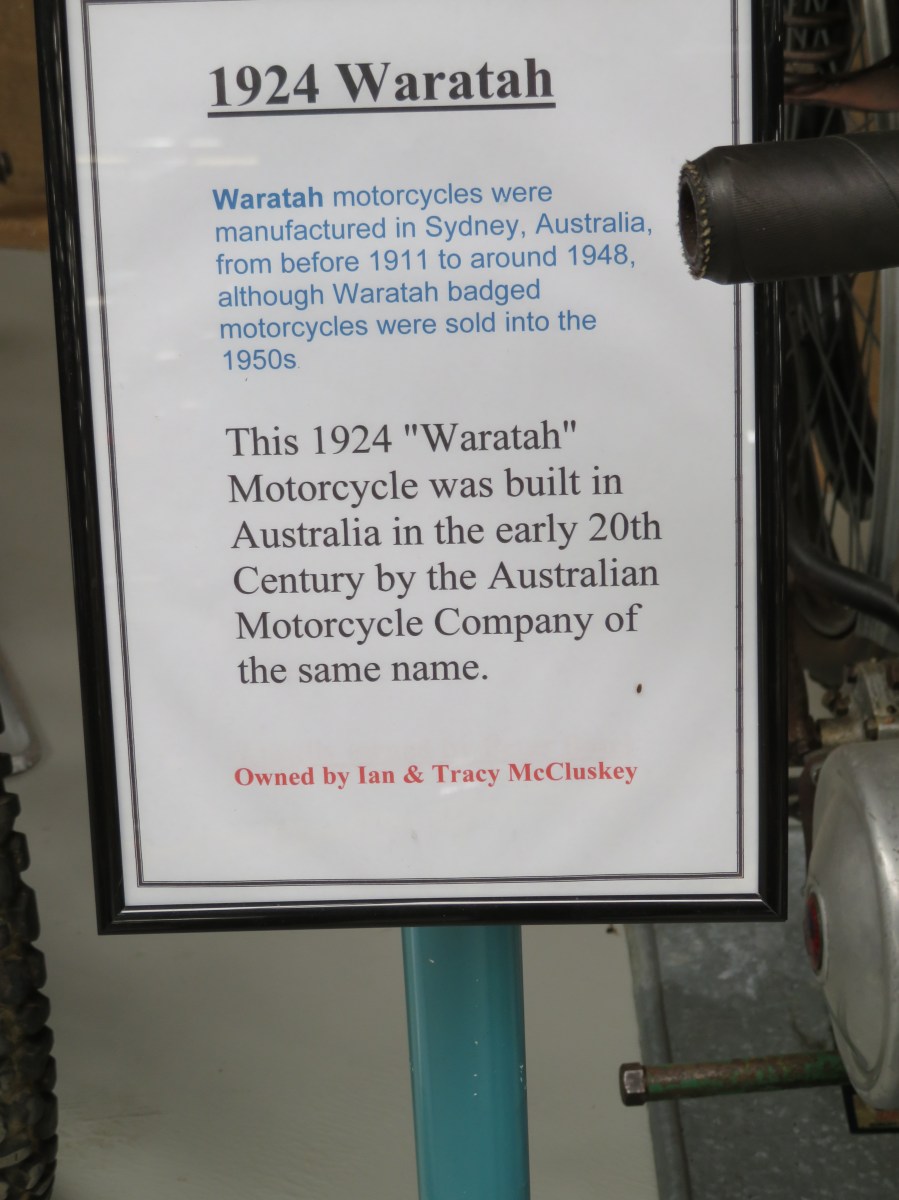 1924 Waratah
Waratah motorcycles were
manufactured in Sydney, Australia,
from before 1911 to around 1948,
although Waratah badged
motorcycles were sold into the
1950s.
This 1924 "Waratah"
Motorcycle was built in
Australia in the early 20th
Century by the Australian
Motorcycle Company of
the same name.
Owned by Ian & Tracy McCluskey